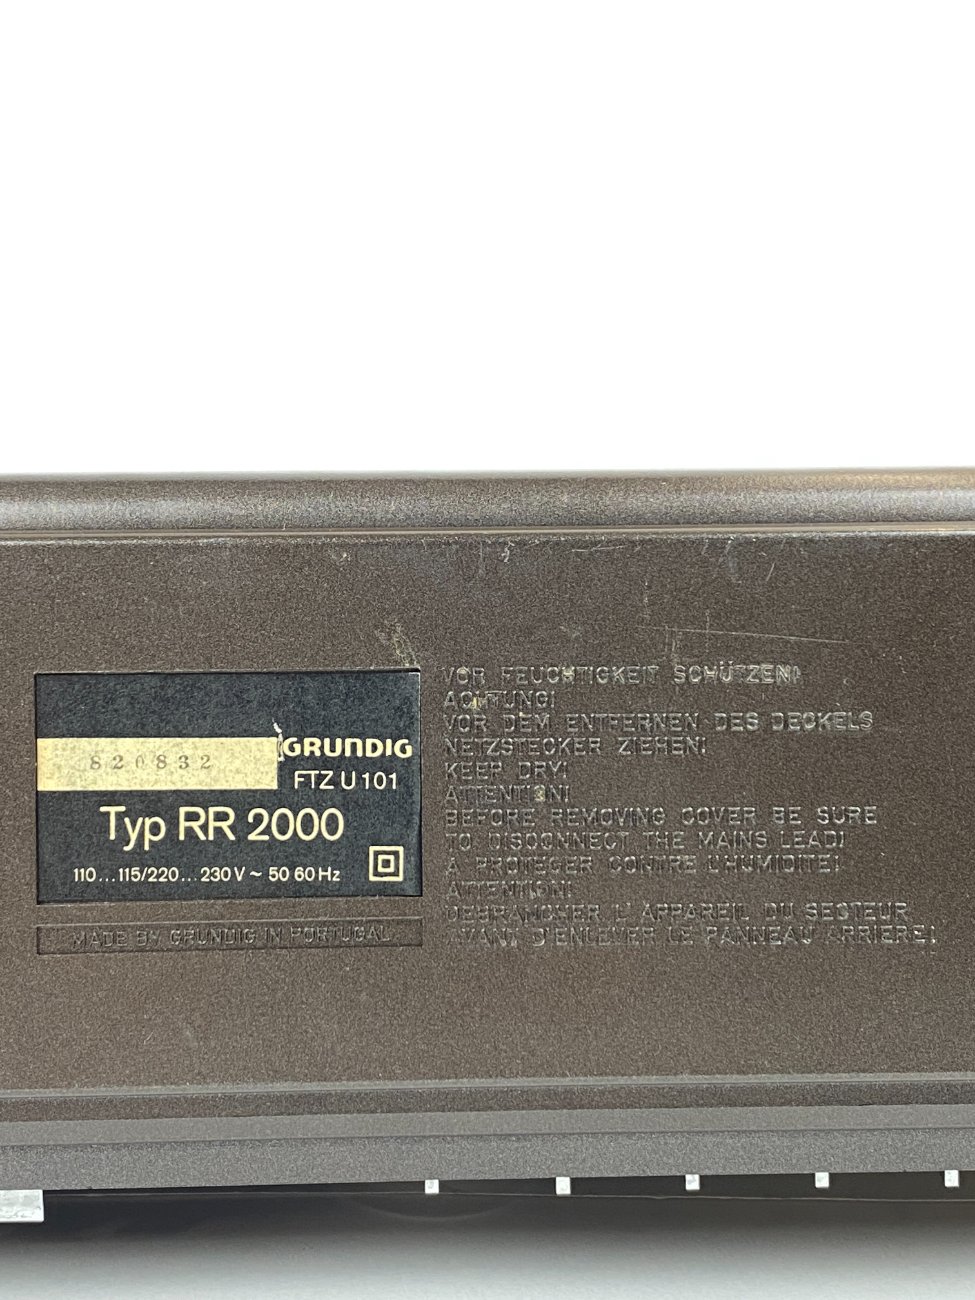 820832
GRUNDIG
FTZ U 101
Typ RR 2000
110...115/220...230 V ~ 50 60 Hz
MADE BY GRUNDIG IN PORTUGAL
VOR FEUCHTIGKEIT SCHÜTZEN!
ACHTUNG!
VOR DEM ENTFERNEN DES DECKELS
NETZSTECKER ZIEHEN!
KEEP DRY!
ATTENTION!
BEFORE REMOVING COVER BE SURE
TO DISCONNECT THE MAINS LEAD!
A PROTEGER CONTRE L'HUMIDITE!
ATTENTION!
DEBRANCHER L'APPAREIL DU SECTEUR
AVANT D'ENLEVER LE PANNEAU ARRIERE!